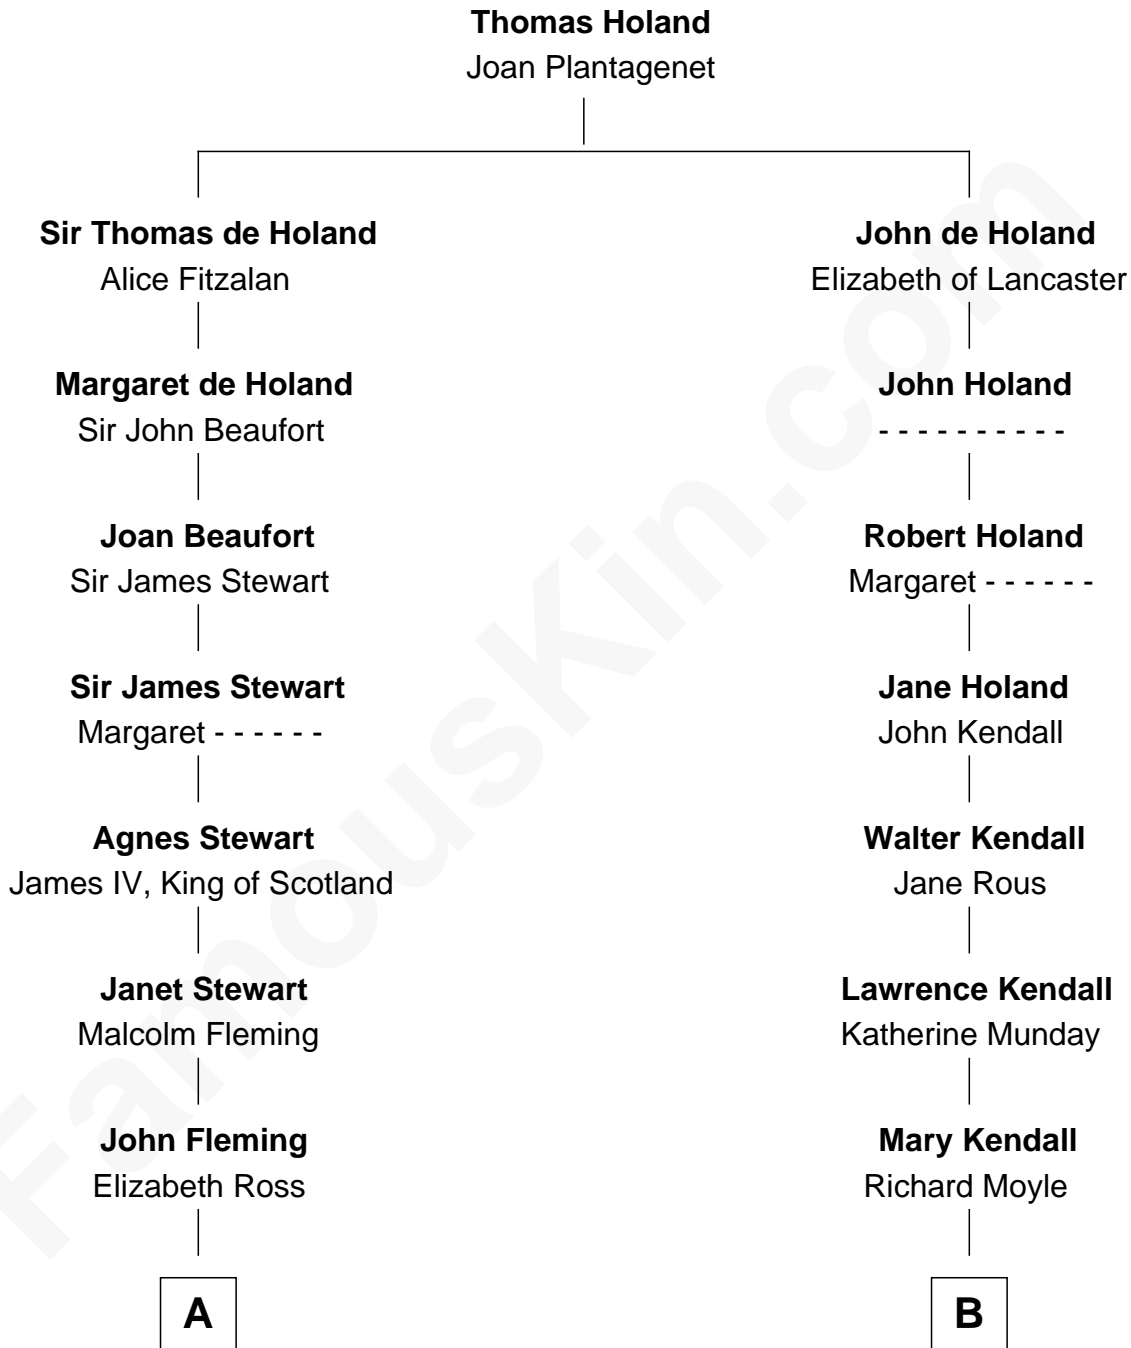 Thomas Holand
Joan Plantagenet
Sir Thomas de Holand
Alice Fitzalan
Margaret de Holand
Sir John Beaufort
Joan Beaufort
Sir James Stewart
Sir James Stewart
Margaret - - - - - -
Agnes Stewart
James IV, King of Scotland
Janet Stewart
Malcolm Fleming
John Fleming
Elizabeth Ross
A
John de Holand
Elizabeth of Lancaster
John Holand
- - - - - - - - - -
Robert Holand
Margaret - - - - - -
Jane Holand
John Kendall
Walter Kendall
Jane Rous
Lawrence Kendall
Katherine Munday
Mary Kendall
Richard Moyle
B
FamousKin.com